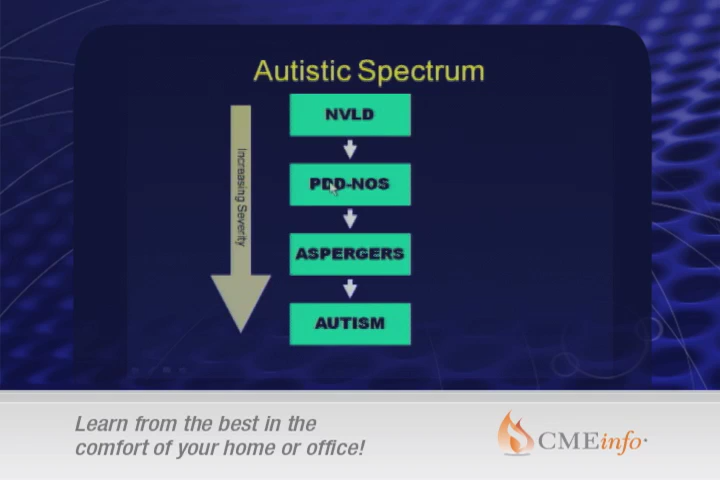 Autistic Spectrum
Increasing Severity
NVLD
PDD-NOS
ASPERGERS
AUTISM
Learn from the best in the
comfort of your home or office!
CMEinfo